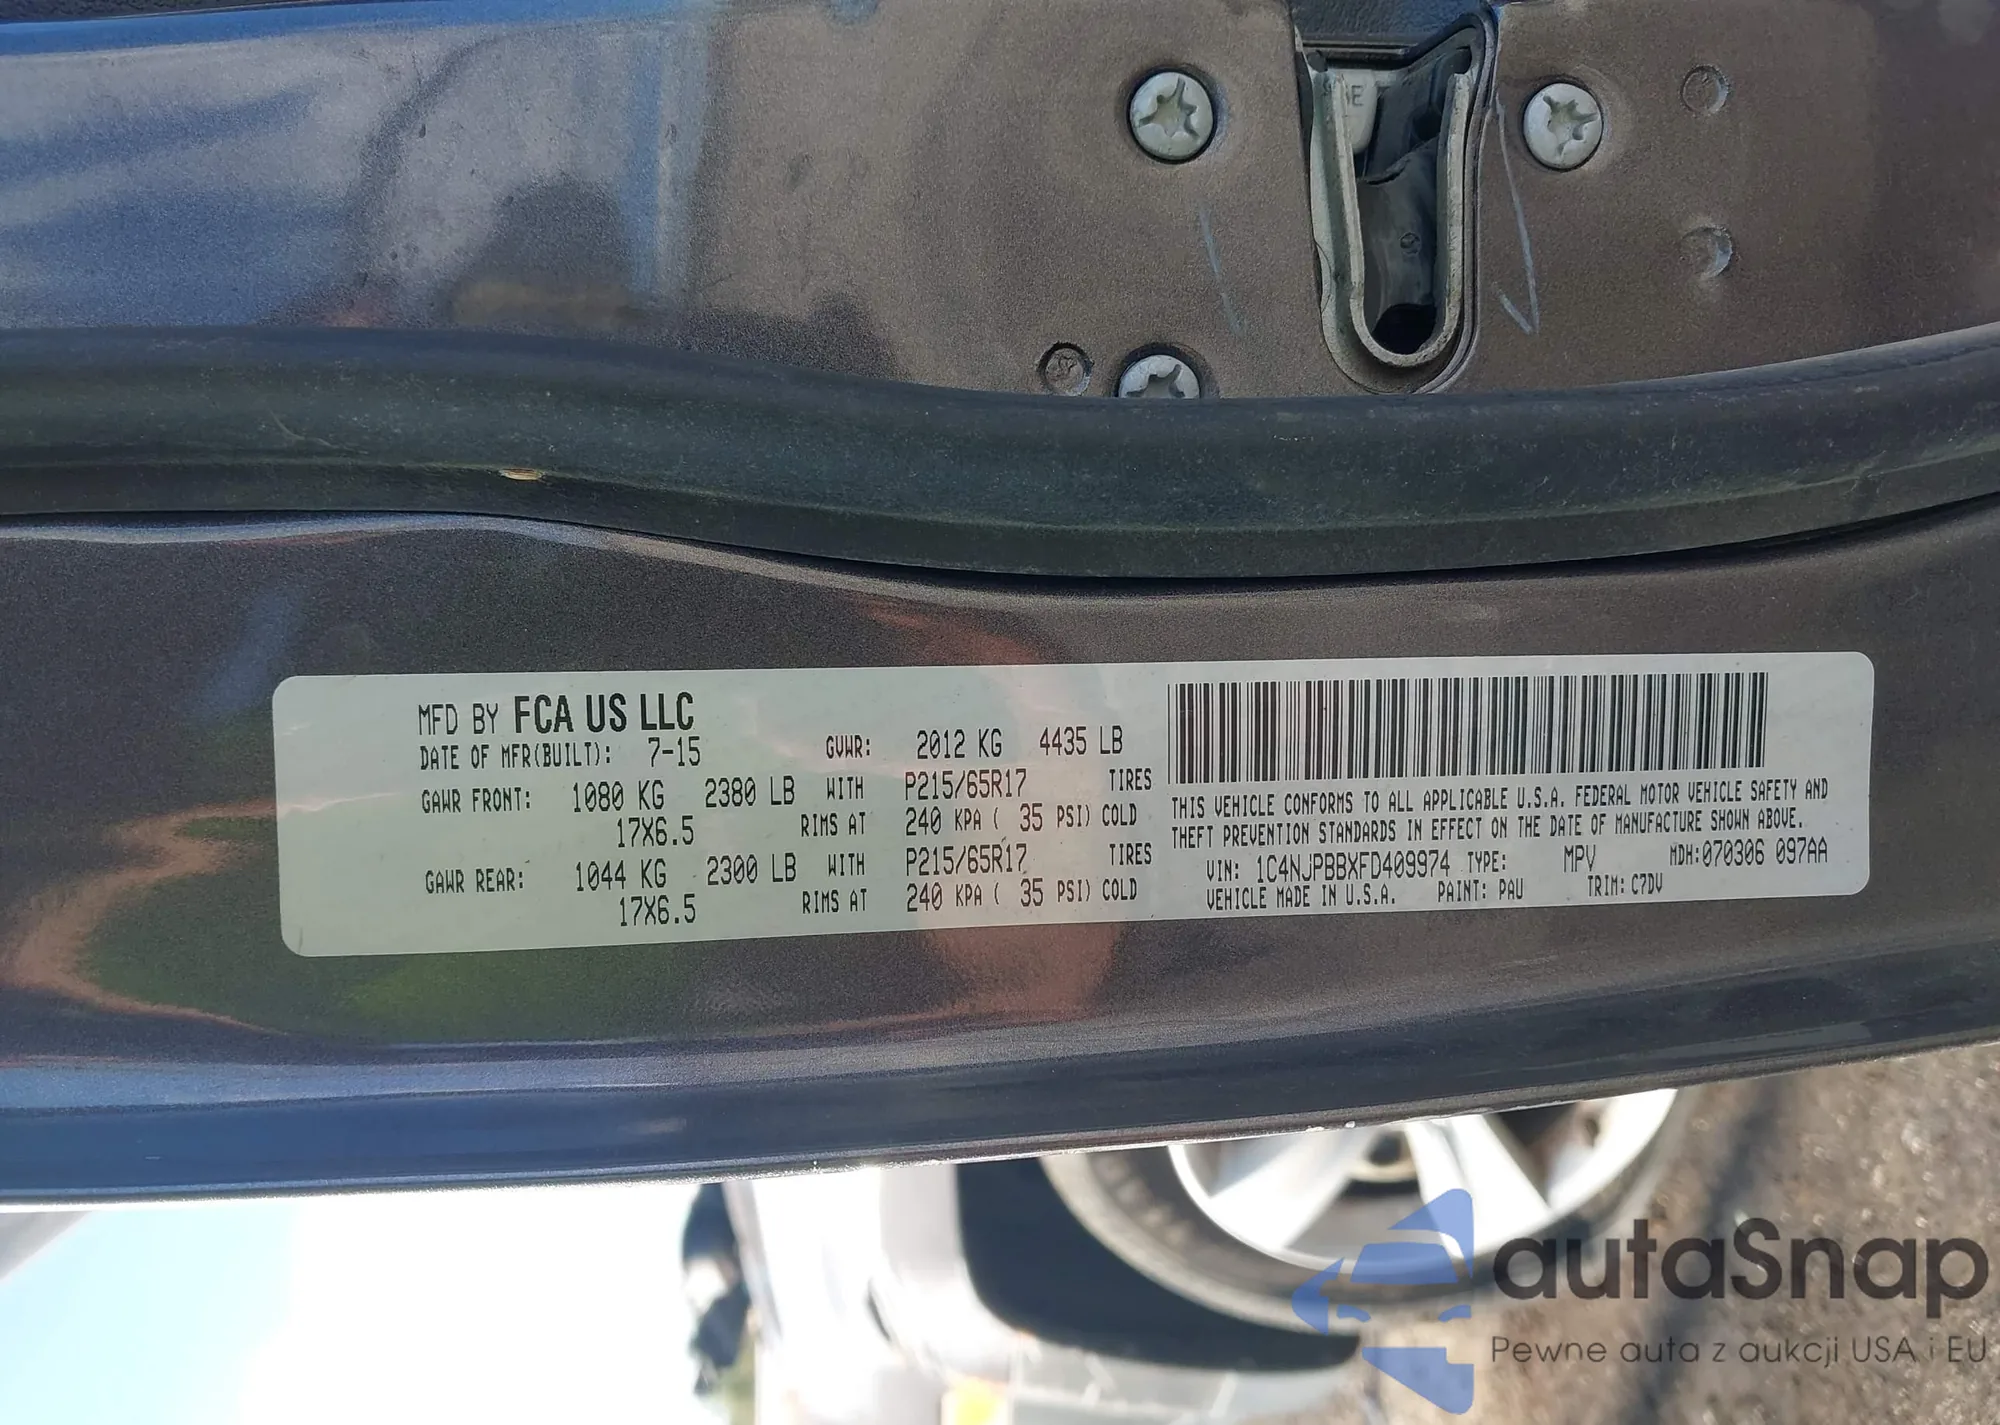 MFD BY FCA US LLC
DATE OF MFR(BUILT): 7-15 GVWR: 2012 KG 4435 LB
GAWR FRONT: 1080 KG 2380 LB WITH P215/65R17 TIRES
17X6.5 RIMS AT 240 KPA ( 35 PSI) COLD
GAWR REAR: 1044 KG 2300 LB WITH P215/65R17 TIRES
17X6.5 RIMS AT 240 KPA ( 35 PSI) COLD
THIS VEHICLE CONFORMS TO ALL APPLICABLE U.S.A. FEDERAL MOTOR VEHICLE SAFETY AND
THEFT PREVENTION STANDARDS IN EFFECT ON THE DATE OF MANUFACTURE SHOWN ABOVE.
VIN: 1C4NJPBBXFD409974 TYPE: MPV MDH:070306 097AA
VEHICLE MADE IN U.S.A. PAINT: PAU TRIM: C7DV
autaSnap
Pewne auta z aukcji USA i EU